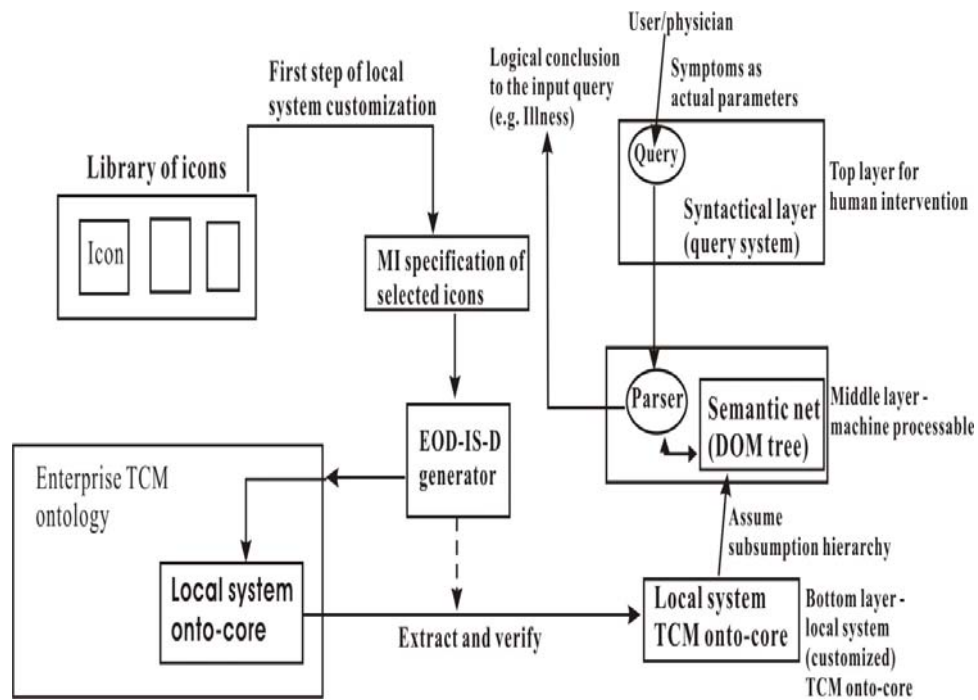 First step of local
system customization
Library of icons
Icon
MI specification of
selected icons
EOD-IS-D
generator
Enterprise TCM
ontology
Local system
onto-core
Extract and verify
User/physician
Logical conclusion
to the input query
(e.g. Illness)
Symptoms as
actual parameters
Query
Syntactical layer
(query system)
Top layer for
human intervention
Parser
Semantic net
(DOM tree)
Middle layer -
machine processable
Assume
subsumption hierarchy
Local system
TCM onto-core
Bottom layer -
local system
(customized)
TCM onto-core